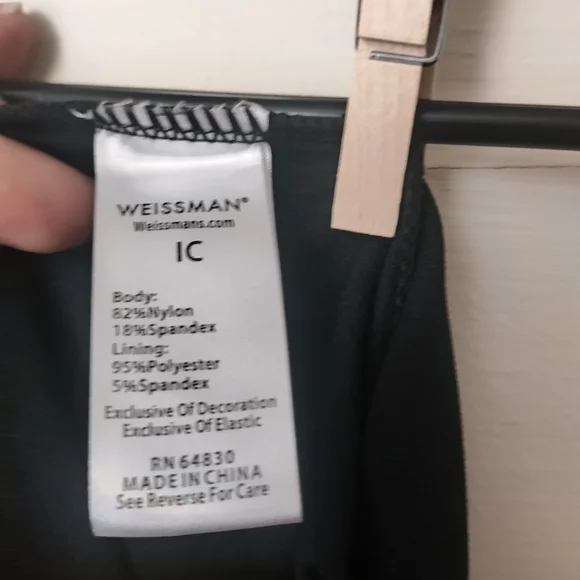 WEISSMAN®
Weissmans.com
IC
Body:
82%Nylon
18%Spandex
Lining:
95%Polyester
5%Spandex
Exclusive Of Decoration
Exclusive Of Elastic
RN 64830
MADE IN CHINA
See Reverse For Care